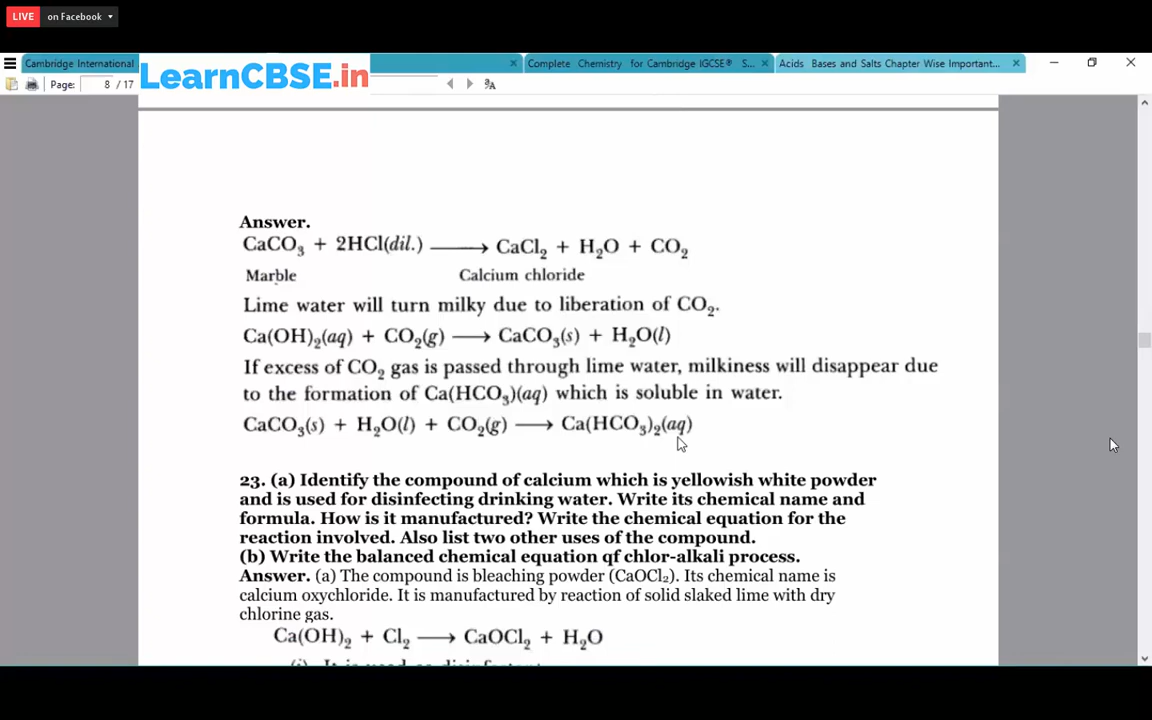 LIVE on Facebook
Cambridge International
Complete Chemistry for Cambridge IGCSE® S...
Acids Bases and Salts Chapter Wise Important...
LearnCBSE.in
Page: 8 / 17
Answer.
CaCO₃ + 2HCl(dil.) ⟶ CaCl₂ + H₂O + CO₂
Marble Calcium chloride
Lime water will turn milky due to liberation of CO₂.
Ca(OH)₂(aq) + CO₂(g) ⟶ CaCO₃(s) + H₂O(l)
If excess of CO₂ gas is passed through lime water, milkiness will disappear due
to the formation of Ca(HCO₃)(aq) which is soluble in water.
CaCO₃(s) + H₂O(l) + CO₂(g) ⟶ Ca(HCO₃)₂(aq)
23. (a) Identify the compound of calcium which is yellowish white powder
and is used for disinfecting drinking water. Write its chemical name and
formula. How is it manufactured? Write the chemical equation for the
reaction involved. Also list two other uses of the compound.
(b) Write the balanced chemical equation qf chlor-alkali process.
Answer. (a) The compound is bleaching powder (CaOCl₂). Its chemical name is
calcium oxychloride. It is manufactured by reaction of solid slaked lime with dry
chlorine gas.
Ca(OH)₂ + Cl₂ ⟶ CaOCl₂ + H₂O